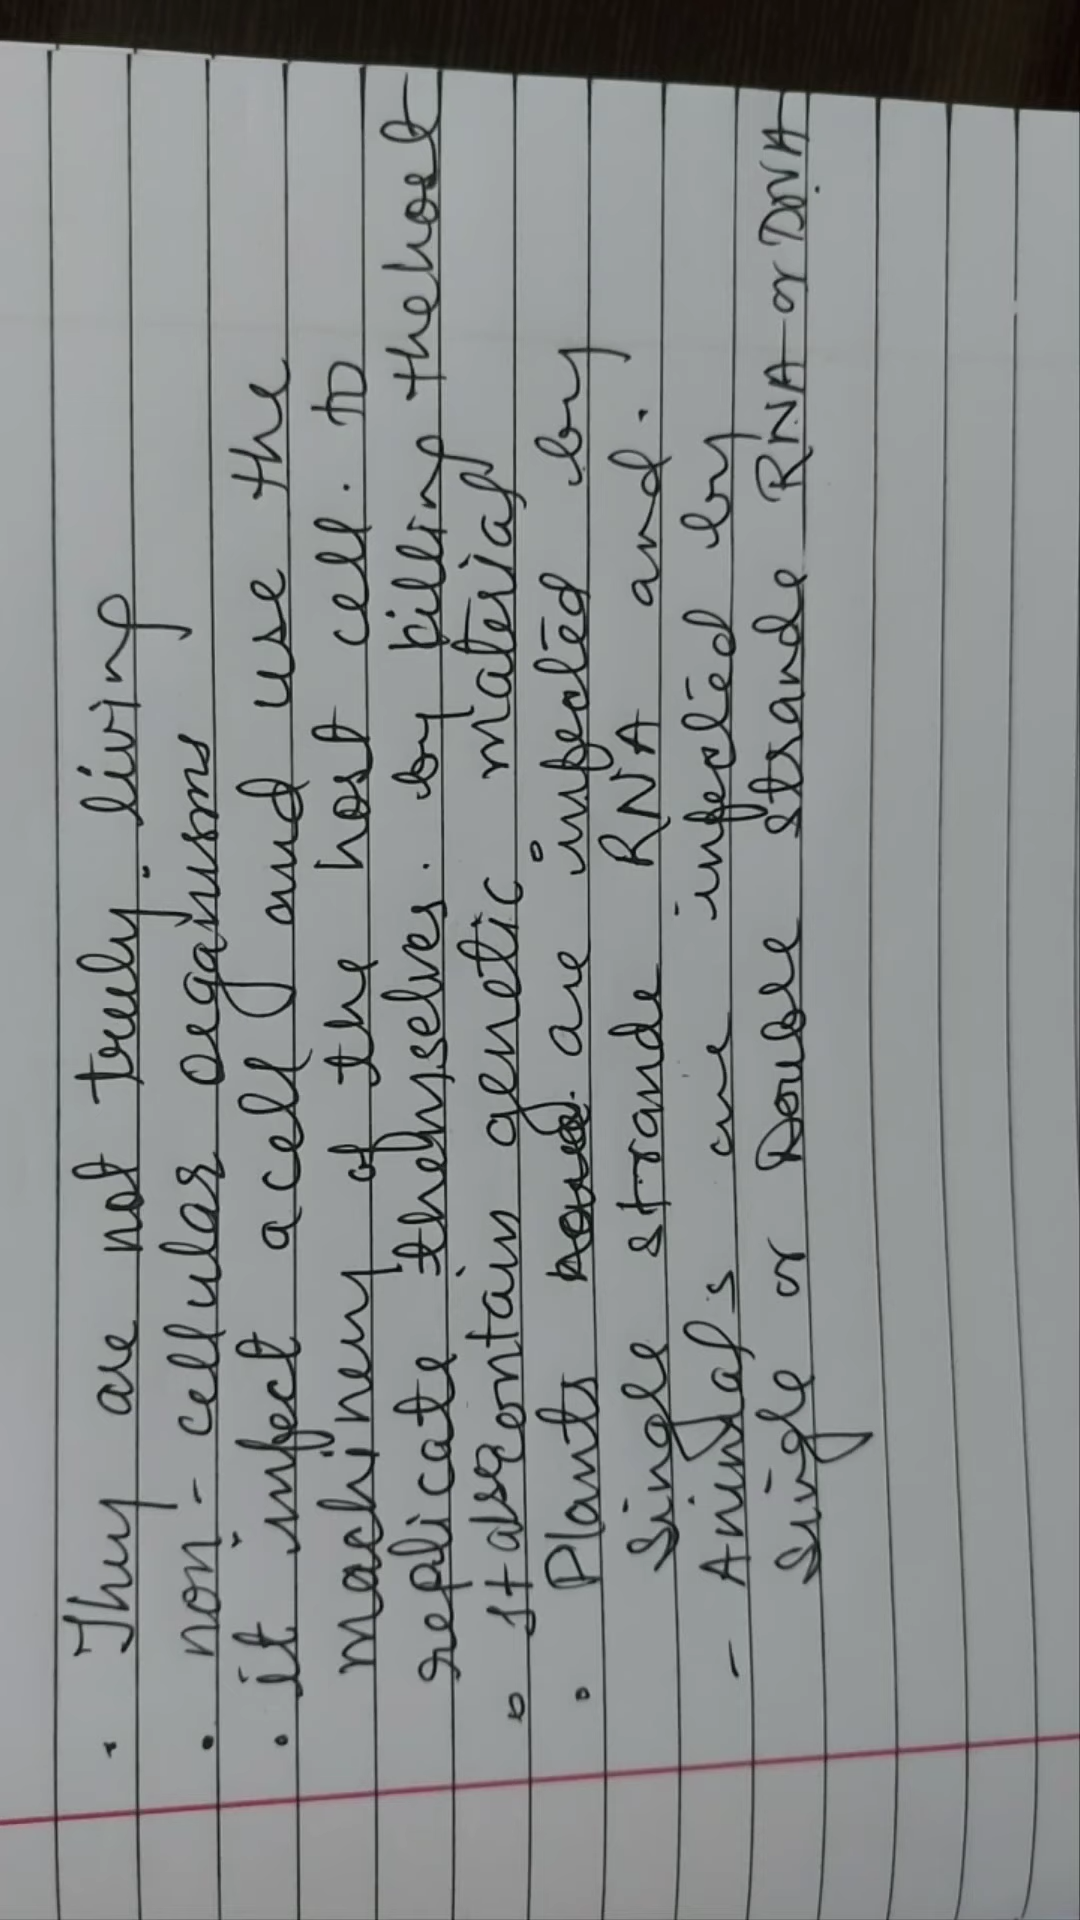 · They are not truly living
· non-cellular organisms
· it infect a cell and use the
machinery of the host cell. to
replicate themselves. by killing the host
• It also contain genetic material
• Plants are infected by
Single strande RNA and.
- Animals are infected by
Single or Double strande RNA or DNA